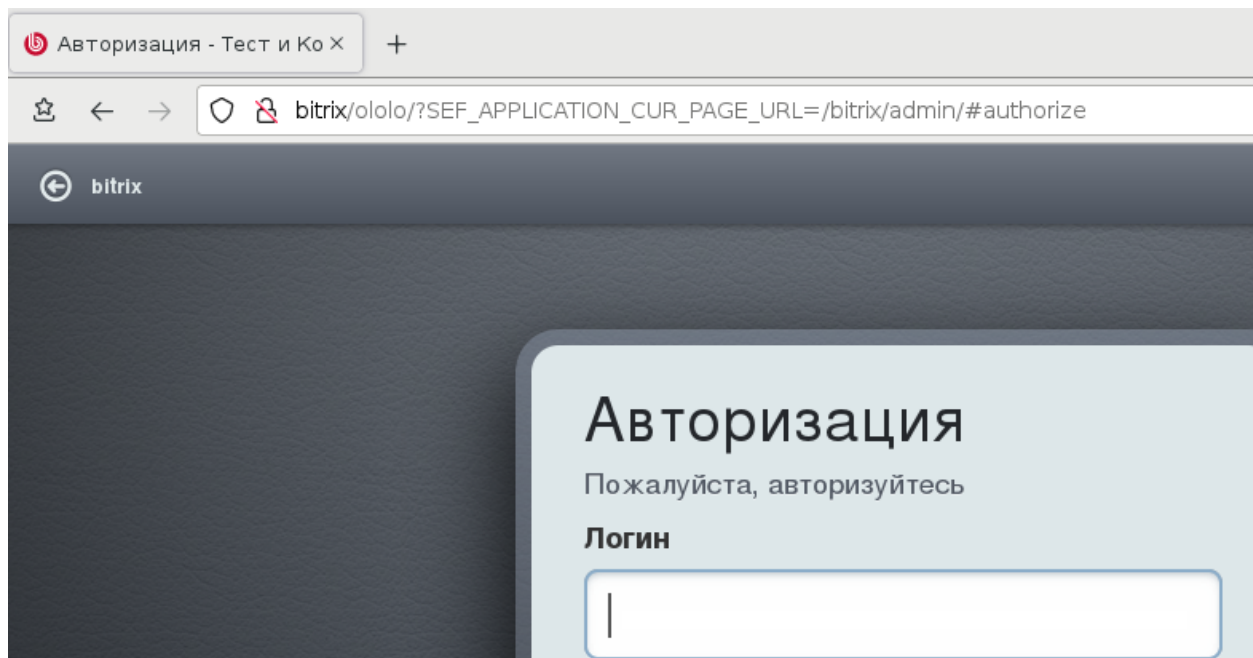 Авторизация - Тест и Ко
bitrix/ololo/?SEF_APPLICATION_CUR_PAGE_URL=/bitrix/admin/#authorize
bitrix
Авторизация
Пожалуйста, авторизуйтесь
Логин